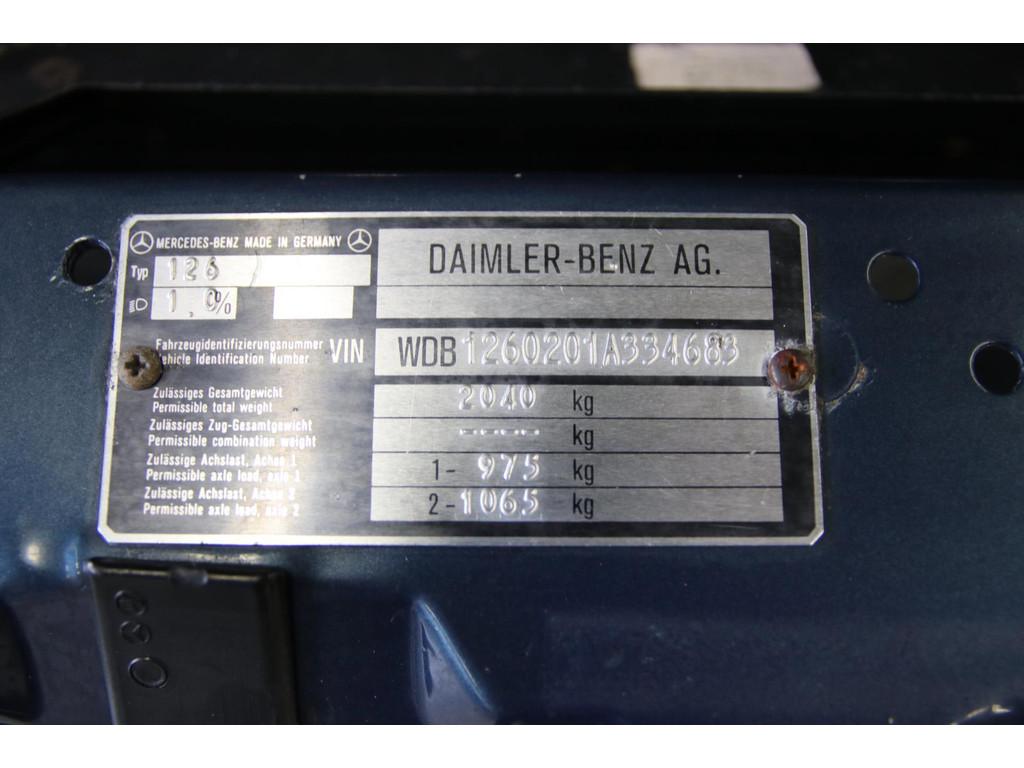 MERCEDES-BENZ MADE IN GERMANY
DAIMLER-BENZ AG.
Typ 126
1,0%
Fahrzeugidentifizierungsnummer
Vehicle Identification Number
VIN WDB1260201A334683
Zulässiges Gesamtgewicht
Permissible total weight
2040 kg
Zulässiges Zug-Gesamtgewicht
Permissible combination weight
---- kg
Zulässige Achslast, Achse 1
Permissible axle load, axle 1
1- 975 kg
Zulässige Achslast, Achse 2
Permissible axle load, axle 2
2- 1065 kg